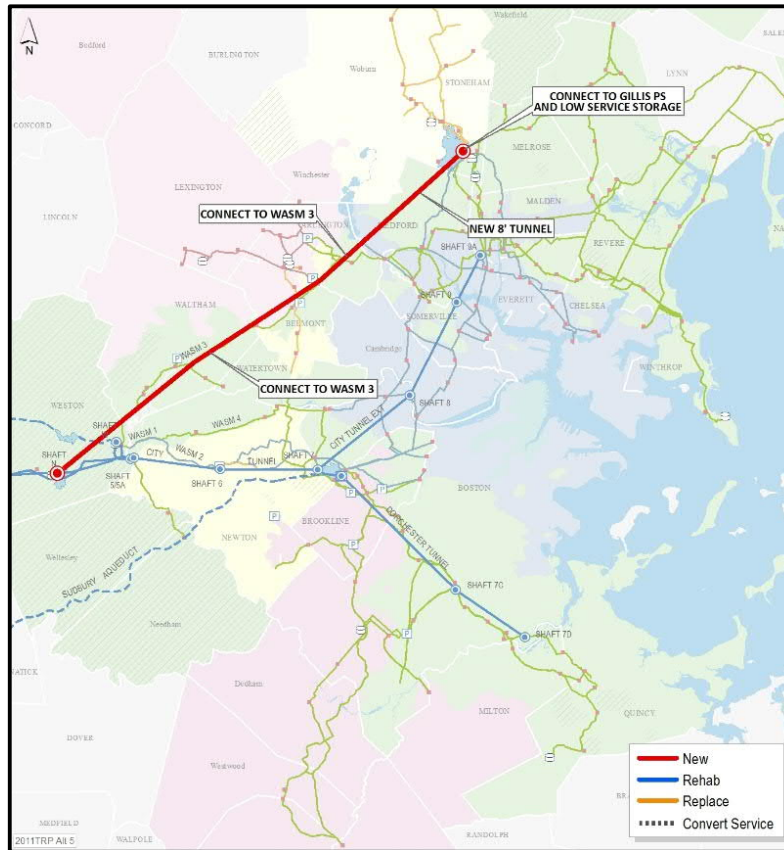 Wakefield
Bedford
BURLINGTON
N
Woburn
STONEHAM
LYNN
CONNECT TO GILLIS PS
AND LOW SERVICE STORAGE
CONCORD
MELROSE
Winchester
LEXINGTON
MALDEN
LINCOLN
CONNECT TO WASM 3
NEW 8' TUNNEL
REVERE
SHAFT 9A
P
P
WALTHAM
SHAFT 9
EVERETT
CHELSEA
SOMERVILLE
BELMONT
P
WASM 3
Cambridge
WINTHROP
WATERTOWN
CONNECT TO WASM 3
WESTON
SHAFT 8
WASM 4
CITY TUNNEL EXT
WASM 1
SHAFT
N
CITY
WASM 2
TUNNEL
SHAFT
5/5A
SHAFT 6
BOSTON
P
P
P
BROOKLINE
NEWTON
P
DORCHESTER TUNNEL
Wellesley
SUDBURY AQUEDUCT
SHAFT 7C
Needham
P
SHAFT 7D
NATICK
Dedham
MILTON
QUINCY
DOVER
Westwood
New
Rehab
Replace
Convert Service
MEDFIELD
WALPOLE
RANDOLPH
2011TRP Alt 5